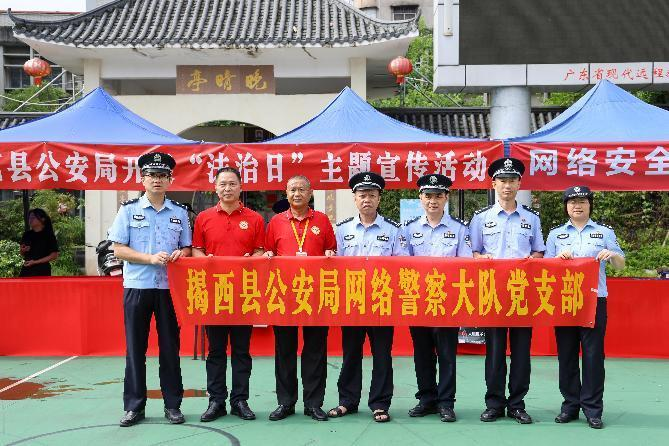 亭晴晚
广东省现代远程
县公安局开
“法治日”主题宣传活动
网络安全
揭西县公安局网络警察大队党支部